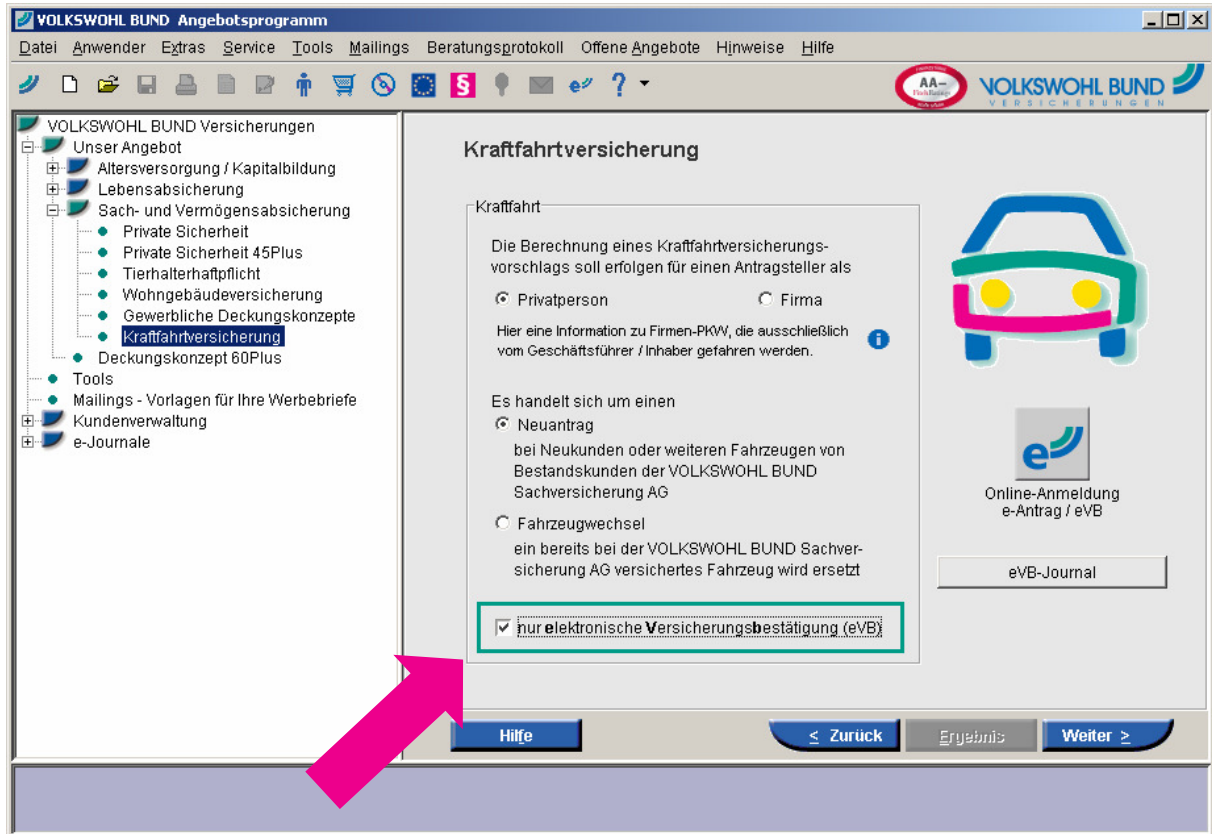 VOLKSWOHL BUND Angebotsprogramm
Datei Anwender Extras Service Tools Mailings Beratungsprotokoll Offene Angebote Hinweise Hilfe
§ e ?
AA-
VOLKSWOHL BUND
VERSICHERUNGEN
VOLKSWOHL BUND Versicherungen
Unser Angebot
Altersversorgung / Kapitalbildung
Lebensabsicherung
Sach- und Vermögensabsicherung
Private Sicherheit
Private Sicherheit 45Plus
Tierhalterhaftpflicht
Wohngebäudeversicherung
Gewerbliche Deckungskonzepte
Kraftfahrtversicherung
Deckungskonzept 60Plus
Tools
Mailings - Vorlagen für Ihre Werbebriefe
Kundenverwaltung
e-Journale
Kraftfahrtversicherung
Kraftfahrt
Die Berechnung eines Kraftfahrtversicherungs-
vorschlags soll erfolgen für einen Antragsteller als
Privatperson Firma
Hier eine Information zu Firmen-PKW, die ausschließlich
vom Geschäftsführer / Inhaber gefahren werden.
i
Es handelt sich um einen
Neuantrag
bei Neukunden oder weiteren Fahrzeugen von
Bestandskunden der VOLKSWOHL BUND
Sachversicherung AG
Fahrzeugwechsel
ein bereits bei der VOLKSWOHL BUND Sachver-
sicherung AG versichertes Fahrzeug wird ersetzt
nur elektronische Versicherungsbestätigung (eVB)
e
Online-Anmeldung
e-Antrag / eVB
eVB-Journal
Hilfe
< Zurück
Ergebnis
Weiter >